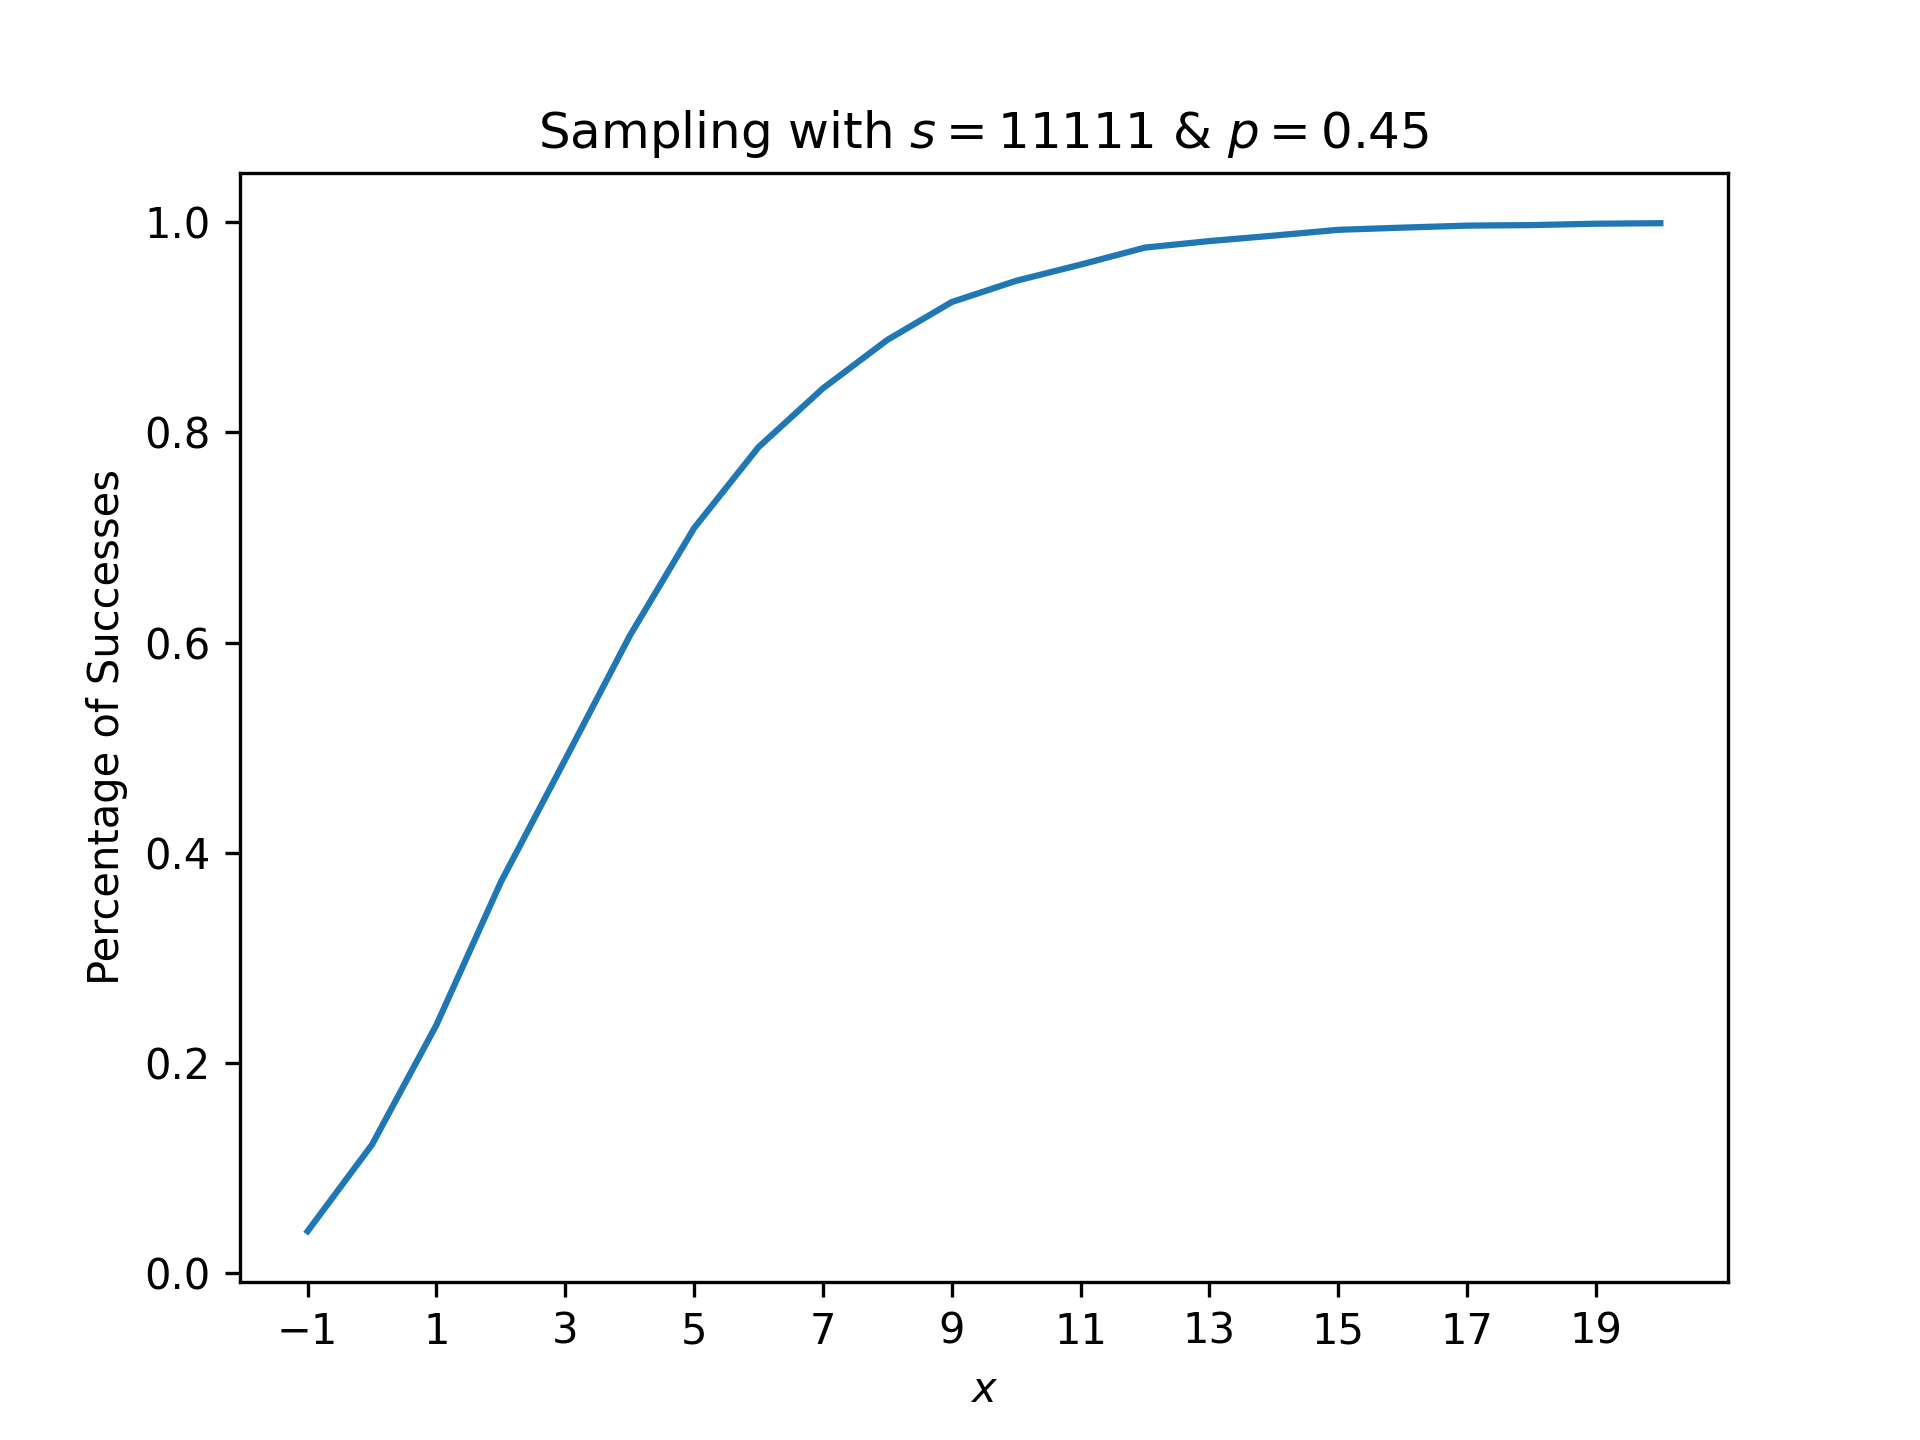 Sampling with s = 11111 & p = 0.45
1.0
0.8
0.6
0.4
0.2
0.0
Percentage of Successes
−1 1 3 5 7 9 11 13 15 17 19
x